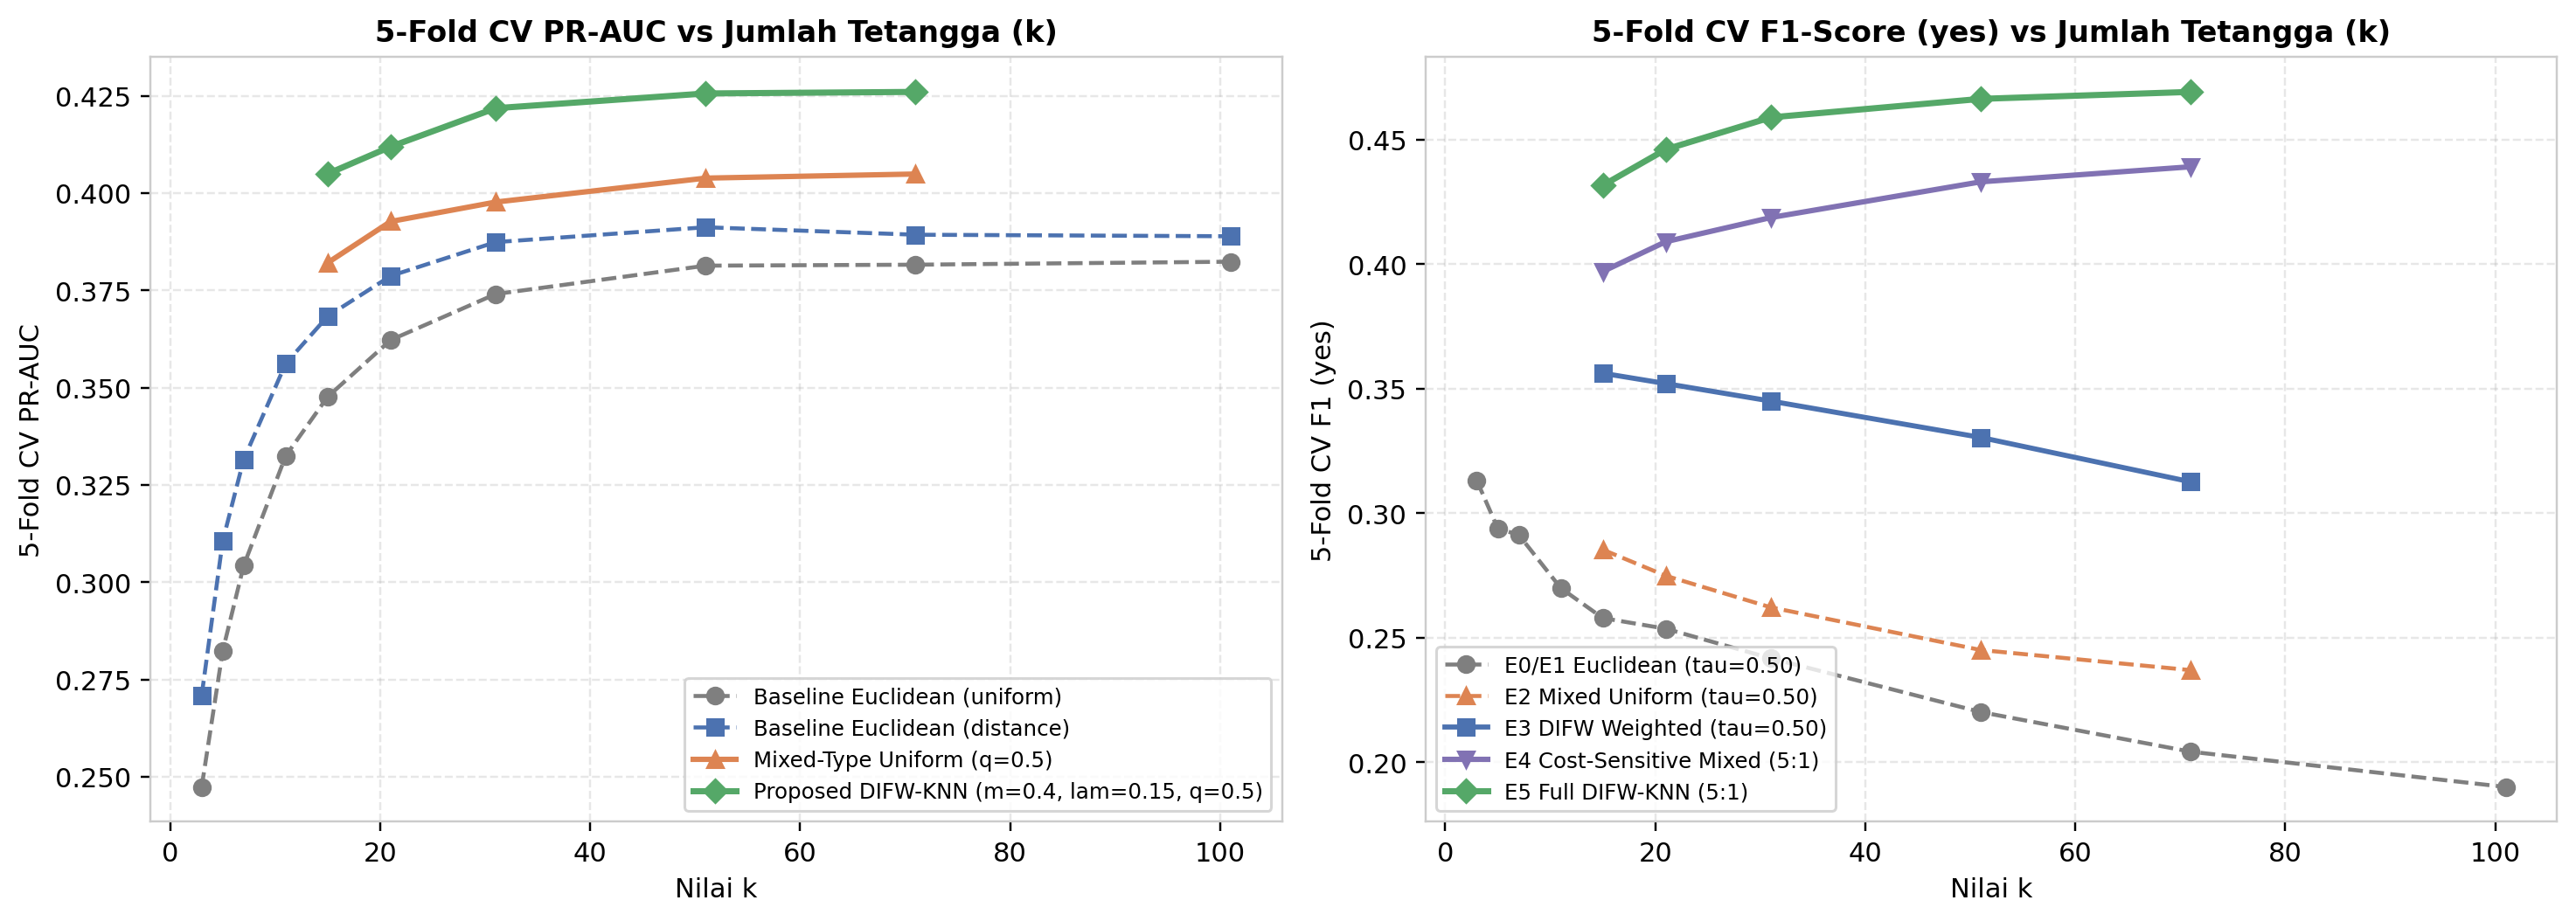 5-Fold CV PR-AUC vs Jumlah Tetangga (k)
5-Fold CV PR-AUC
0.425
0.400
0.375
0.350
0.325
0.300
0.275
0.250
Baseline Euclidean (uniform)
Baseline Euclidean (distance)
Mixed-Type Uniform (q=0.5)
Proposed DIFW-KNN (m=0.4, lam=0.15, q=0.5)
0 20 40 60 80 100
Nilai k
5-Fold CV F1-Score (yes) vs Jumlah Tetangga (k)
5-Fold CV F1 (yes)
0.45
0.40
0.35
0.30
0.25
0.20
E0/E1 Euclidean (tau=0.50)
E2 Mixed Uniform (tau=0.50)
E3 DIFW Weighted (tau=0.50)
E4 Cost-Sensitive Mixed (5:1)
E5 Full DIFW-KNN (5:1)
0 20 40 60 80 100
Nilai k